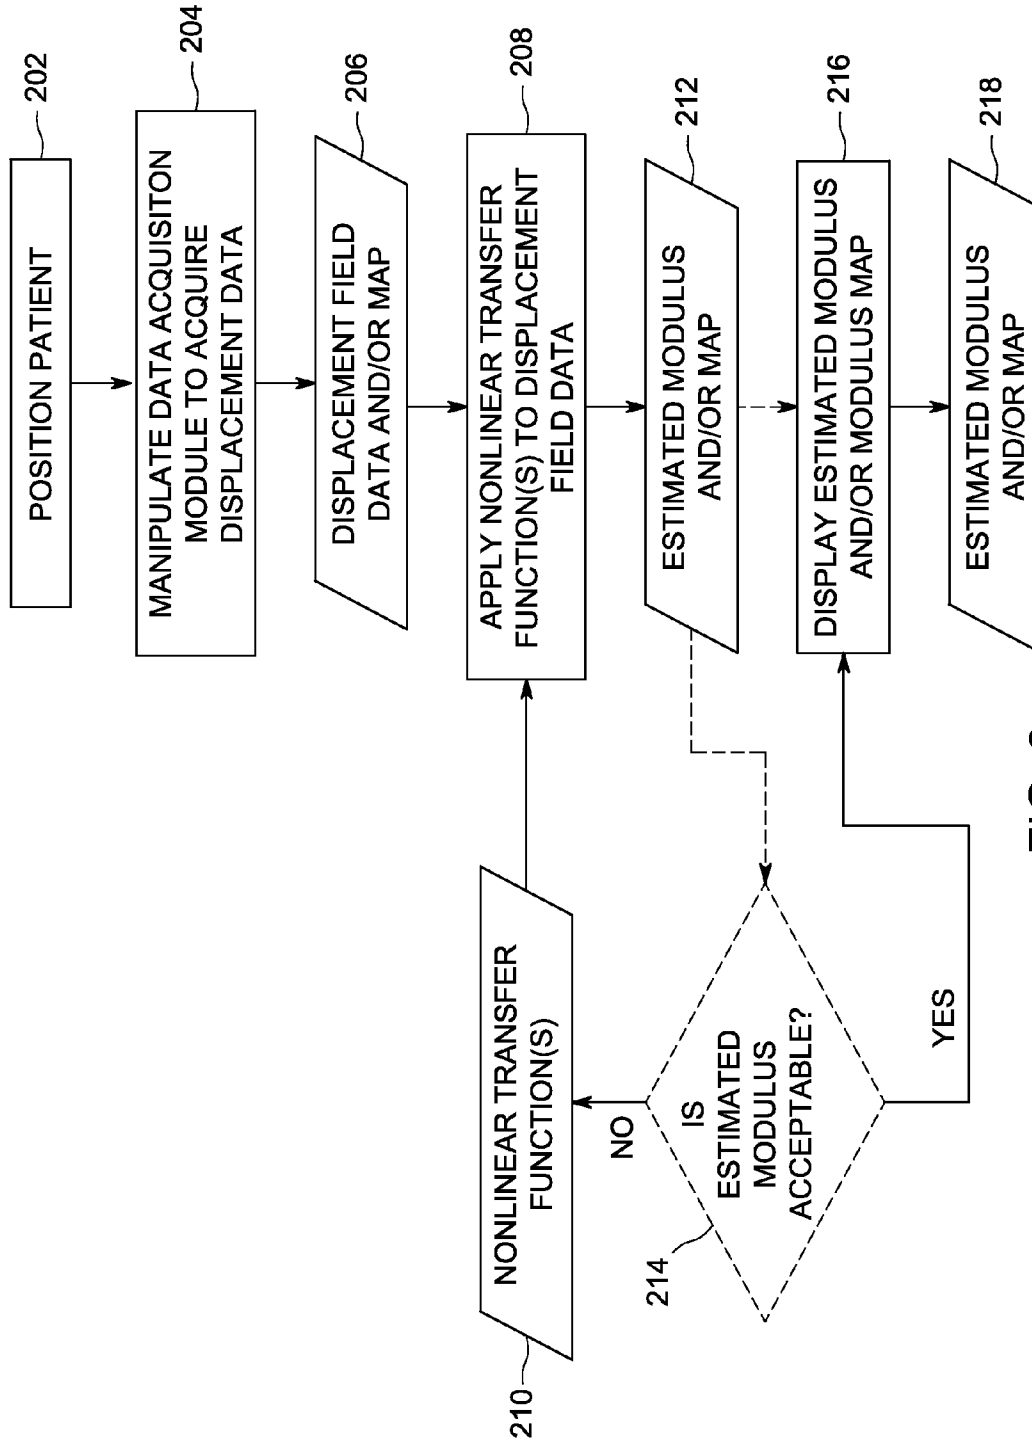 POSITION PATIENT
202
MANIPULATE DATA ACQUISITON
MODULE TO ACQUIRE
DISPLACEMENT DATA
204
DISPLACEMENT FIELD
DATA AND/OR MAP
206
APPLY NONLINEAR TRANSFER
FUNCTION(S) TO DISPLACEMENT
FIELD DATA
208
NONLINEAR TRANSFER
FUNCTION(S)
210
ESTIMATED MODULUS
AND/OR MAP
212
NO
IS
ESTIMATED
MODULUS
ACCEPTABLE?
214
YES
DISPLAY ESTIMATED MODULUS
AND/OR MODULUS MAP
216
ESTIMATED MODULUS
AND/OR MAP
218